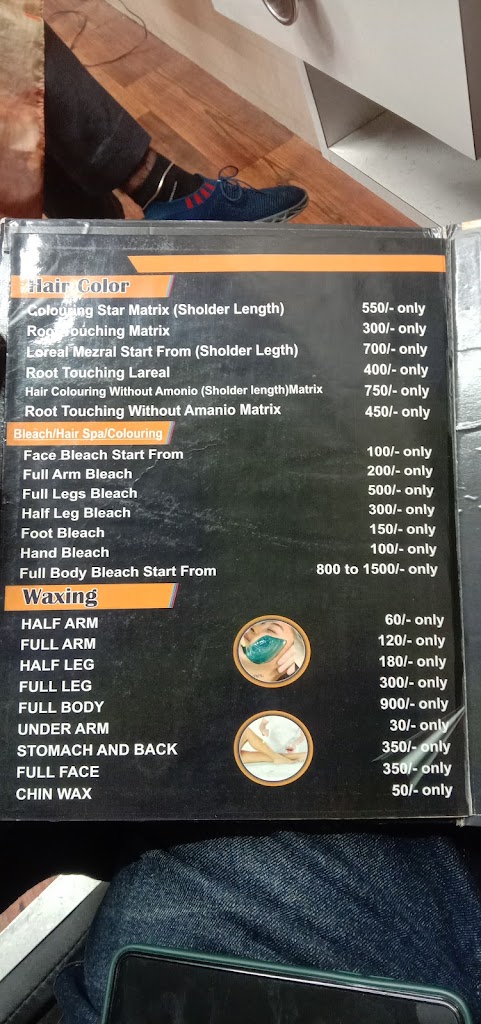 Hair Color
Colouring Star Matrix (Sholder Length) 550/- only
Root Touching Matrix 300/- only
Loreal Mezral Start From (Sholder Legth) 700/- only
Root Touching Lareal 400/- only
Hair Colouring Without Amonio (Sholder length)Matrix 750/- only
Root Touching Without Amanio Matrix 450/- only
Bleach/Hair Spa/Colouring
Face Bleach Start From 100/- only
Full Arm Bleach 200/- only
Full Legs Bleach 500/- only
Half Leg Bleach 300/- only
Foot Bleach 150/- only
Hand Bleach 100/- only
Full Body Bleach Start From 800 to 1500/- only
Waxing
HALF ARM 60/- only
FULL ARM 120/- only
HALF LEG 180/- only
FULL LEG 300/- only
FULL BODY 900/- only
UNDER ARM 30/- only
STOMACH AND BACK 350/- only
FULL FACE 350/- only
CHIN WAX 50/- only